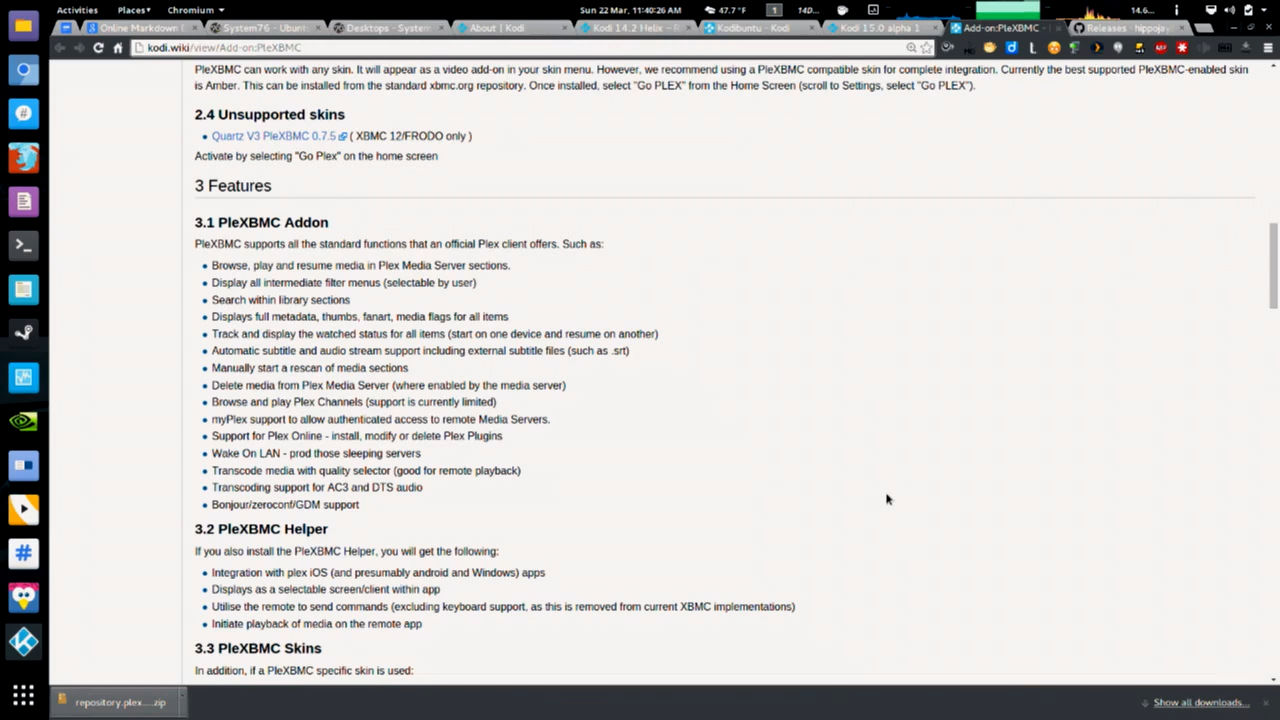 Activities Places▾ Chromium▾ Sun 22 Mar, 11:40:26 AM 47.7 °F 1 14D... 14.6...
Online Markdown System76 - Ubunt Desktops - System About | Kodi Kodi 14.2 Helix – R Kodibuntu - Kodi Kodi 15.0 alpha 1 Add-on:PleXBMC - Releases · hippojay
kodi.wiki/view/Add-on:PleXBMC
PleXBMC can work with any skin. It will appear as a video add-on in your skin menu. However, we recommend using a PleXBMC compatible skin for complete integration. Currently the best supported PleXBMC-enabled skin
is Amber. This can be installed from the standard xbmc.org repository. Once installed, select "Go PLEX" from the Home Screen (scroll to Settings, select "Go PLEX").
2.4 Unsupported skins
• Quartz V3 PleXBMC 0.7.5 ( XBMC 12/FRODO only )
Activate by selecting "Go Plex" on the home screen
3 Features
3.1 PleXBMC Addon
PleXBMC supports all the standard functions that an official Plex client offers. Such as:
• Browse, play and resume media in Plex Media Server sections.
• Display all intermediate filter menus (selectable by user)
• Search within library sections
• Displays full metadata, thumbs, fanart, media flags for all items
• Track and display the watched status for all items (start on one device and resume on another)
• Automatic subtitle and audio stream support including external subtitle files (such as .srt)
• Manually start a rescan of media sections
• Delete media from Plex Media Server (where enabled by the media server)
• Browse and play Plex Channels (support is currently limited)
• myPlex support to allow authenticated access to remote Media Servers.
• Support for Plex Online - install, modify or delete Plex Plugins
• Wake On LAN - prod those sleeping servers
• Transcode media with quality selector (good for remote playback)
• Transcoding support for AC3 and DTS audio
• Bonjour/zeroconf/GDM support
3.2 PleXBMC Helper
If you also install the PleXBMC Helper, you will get the following:
• Integration with plex iOS (and presumably android and Windows) apps
• Displays as a selectable screen/client within app
• Utilise the remote to send commands (excluding keyboard support, as this is removed from current XBMC implementations)
• Initiate playback of media on the remote app
3.3 PleXBMC Skins
In addition, if a PleXBMC specific skin is used:
repository.plex....zip Show all downloads...